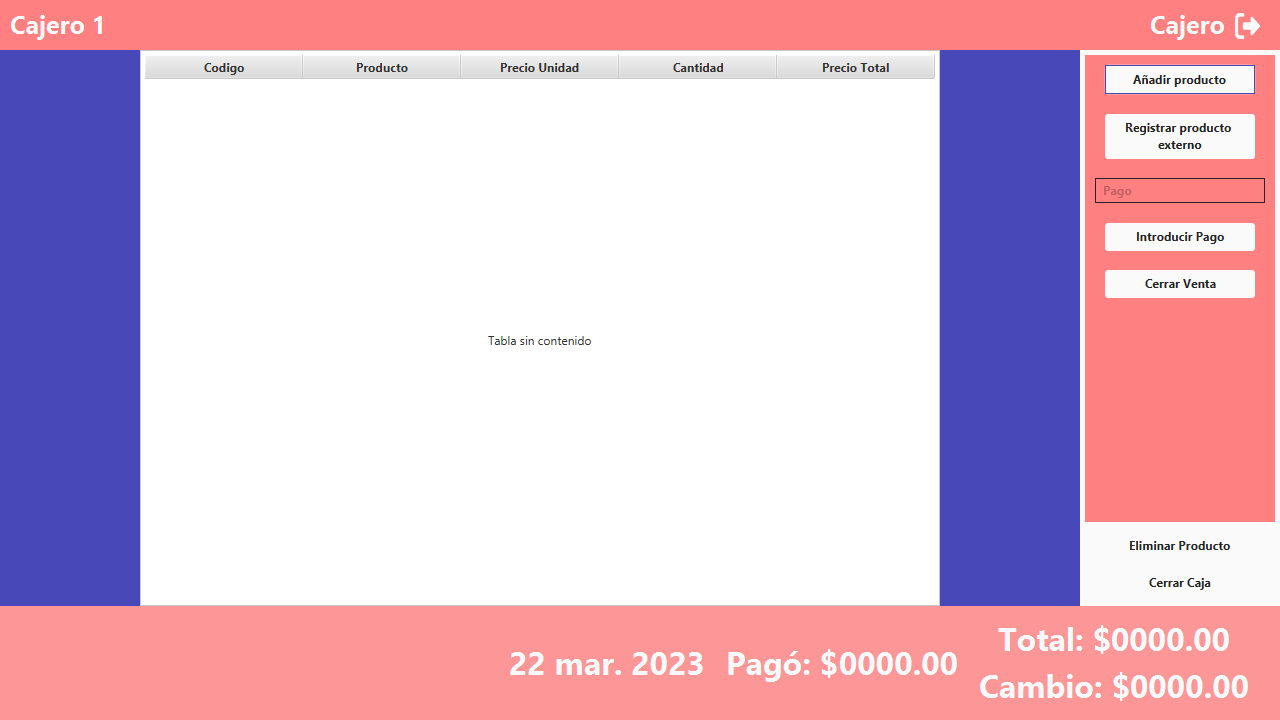 Cajero 1
Cajero
Codigo Producto Precio Unidad Cantidad Precio Total
Tabla sin contenido
Añadir producto
Registrar producto
externo
Pago
Introducir Pago
Cerrar Venta
Eliminar Producto
Cerrar Caja
22 mar. 2023 Pagó: $0000.00
Total: $0000.00
Cambio: $0000.00